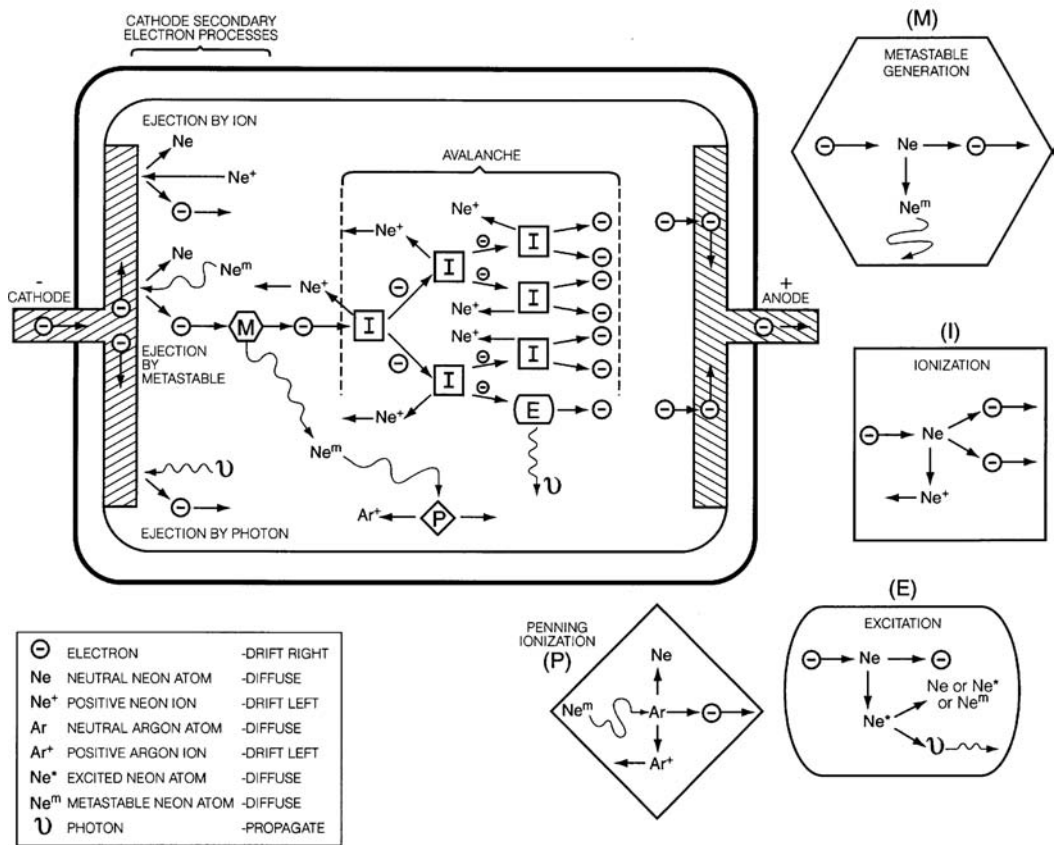 CATHODE SECONDARY
ELECTRON PROCESSES
EJECTION BY ION
Ne
Ne⁺
⊖
Ne
Neᵐ
-
CATHODE
⊖
⊖
⊖
⊖
EJECTION
BY
METASTABLE
υ
⊖
EJECTION BY PHOTON
AVALANCHE
M
⊖
Ne⁺
I
Ne⁺
⊖
⊖
I
I
Ne⁺
Ne⁺
⊖
⊖
⊖
⊖
I
I
I
E
Ne⁺
Ne⁺
Ne⁺
⊖
⊖
⊖
⊖
⊖
⊖
⊖
υ
Neᵐ
Ar⁺
P
⊖
⊖
⊖
⊖
+
ANODE
⊖
(M)
METASTABLE
GENERATION
⊖ Ne ⊖
Neᵐ
(I)
IONIZATION
⊖
⊖ Ne
⊖
Ne⁺
(E)
EXCITATION
⊖ Ne ⊖
Ne or Ne*
or Neᵐ
Ne*
υ
PENNING
IONIZATION
(P)
Ne
Neᵐ Ar ⊖
Ar⁺
⊖ ELECTRON -DRIFT RIGHT
Ne NEUTRAL NEON ATOM -DIFFUSE
Ne⁺ POSITIVE NEON ION -DRIFT LEFT
Ar NEUTRAL ARGON ATOM -DIFFUSE
Ar⁺ POSITIVE ARGON ION -DRIFT LEFT
Ne* EXCITED NEON ATOM -DIFFUSE
Neᵐ METASTABLE NEON ATOM -DIFFUSE
υ PHOTON -PROPAGATE